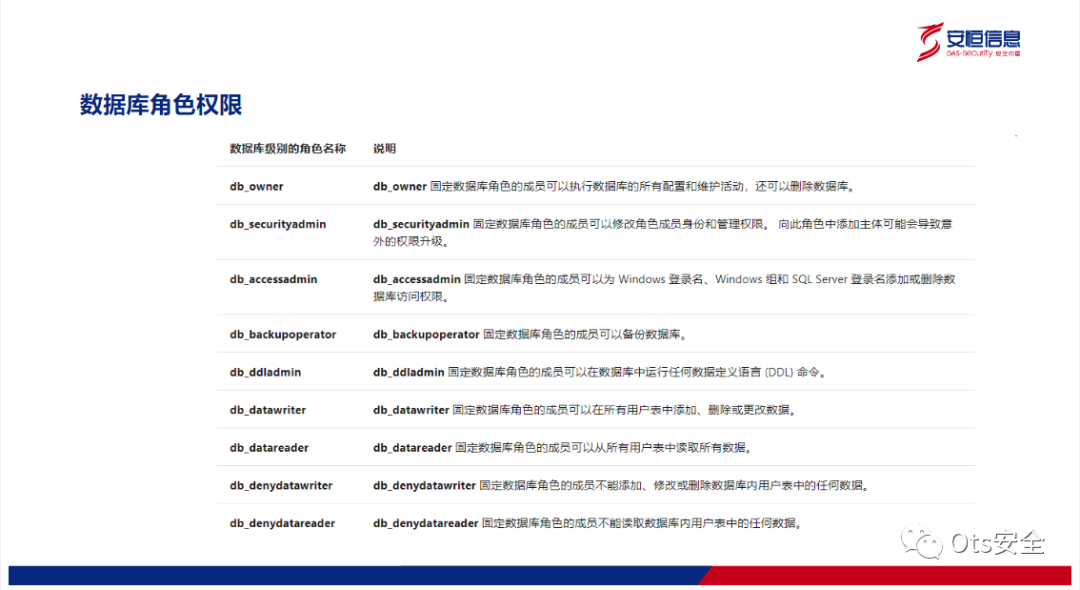 安恒信息
DAS-security 安全中国
数据库角色权限
数据库级别的角色名称 说明
db_owner db_owner 固定数据库角色的成员可以执行数据库的所有配置和维护活动，还可以删除数据库。
db_securityadmin db_securityadmin 固定数据库角色的成员可以修改角色成员身份和管理权限。 向此角色中添加主体可能会导致意
外的权限升级。
db_accessadmin db_accessadmin 固定数据库角色的成员可以为 Windows 登录名、Windows 组和 SQL Server 登录名添加或删除数
据库访问权限。
db_backupoperator db_backupoperator 固定数据库角色的成员可以备份数据库。
db_ddladmin db_ddladmin 固定数据库角色的成员可以在数据库中运行任何数据定义语言 (DDL) 命令。
db_datawriter db_datawriter 固定数据库角色的成员可以在所有用户表中添加、删除或更改数据。
db_datareader db_datareader 固定数据库角色的成员可以从所有用户表中读取所有数据。
db_denydatawriter db_denydatawriter 固定数据库角色的成员不能添加、修改或删除数据库内用户表中的任何数据。
db_denydatareader db_denydatareader 固定数据库角色的成员不能读取数据库内用户表中的任何数据。
Ots安全